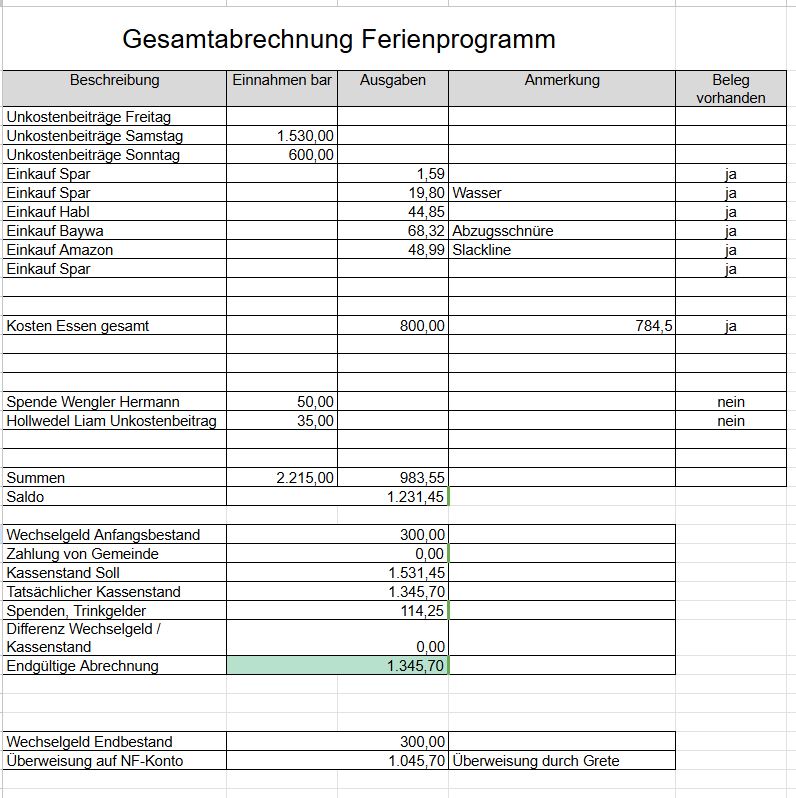 Gesamtabrechnung Ferienprogramm
Beschreibung Einnahmen bar Ausgaben Anmerkung Beleg vorhanden
Unkostenbeiträge Freitag
Unkostenbeiträge Samstag 1.530,00
Unkostenbeiträge Sonntag 600,00
Einkauf Spar 1,59 ja
Einkauf Spar 19,80 Wasser ja
Einkauf Habl 44,85 ja
Einkauf Baywa 68,32 Abzugsschnüre ja
Einkauf Amazon 48,99 Slackline ja
Einkauf Spar ja
Kosten Essen gesamt 800,00 784,5 ja
Spende Wengler Hermann 50,00 nein
Hollwedel Liam Unkostenbeitrag 35,00 nein
Summen 2.215,00 983,55
Saldo 1.231,45
Wechselgeld Anfangsbestand 300,00
Zahlung von Gemeinde 0,00
Kassenstand Soll 1.531,45
Tatsächlicher Kassenstand 1.345,70
Spenden, Trinkgelder 114,25
Differenz Wechselgeld /
Kassenstand 0,00
Endgültige Abrechnung 1.345,70
Wechselgeld Endbestand 300,00
Überweisung auf NF-Konto 1.045,70 Überweisung durch Grete